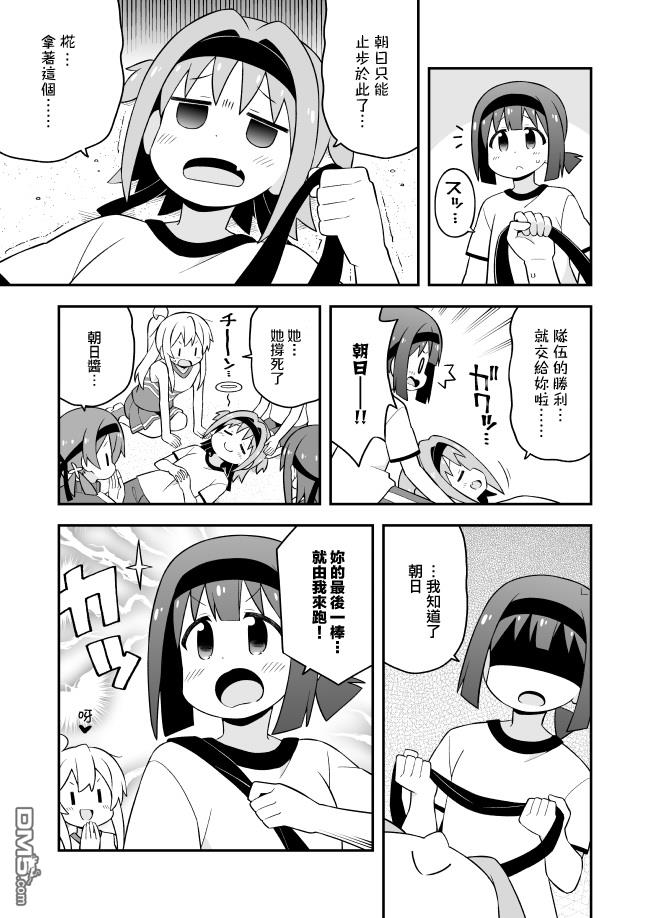 朝日只能
止步於此了…
樅…
拿著這個……
スッ…
隊伍的勝利…
就交給妳啦……
ガクッ…
朝日——!!
她…
她撐死了
チーン…
朝日醬…
…我知道了
朝日
妳的最後一棒…
就由我來跑！
カッ
呀♥
DM5.com